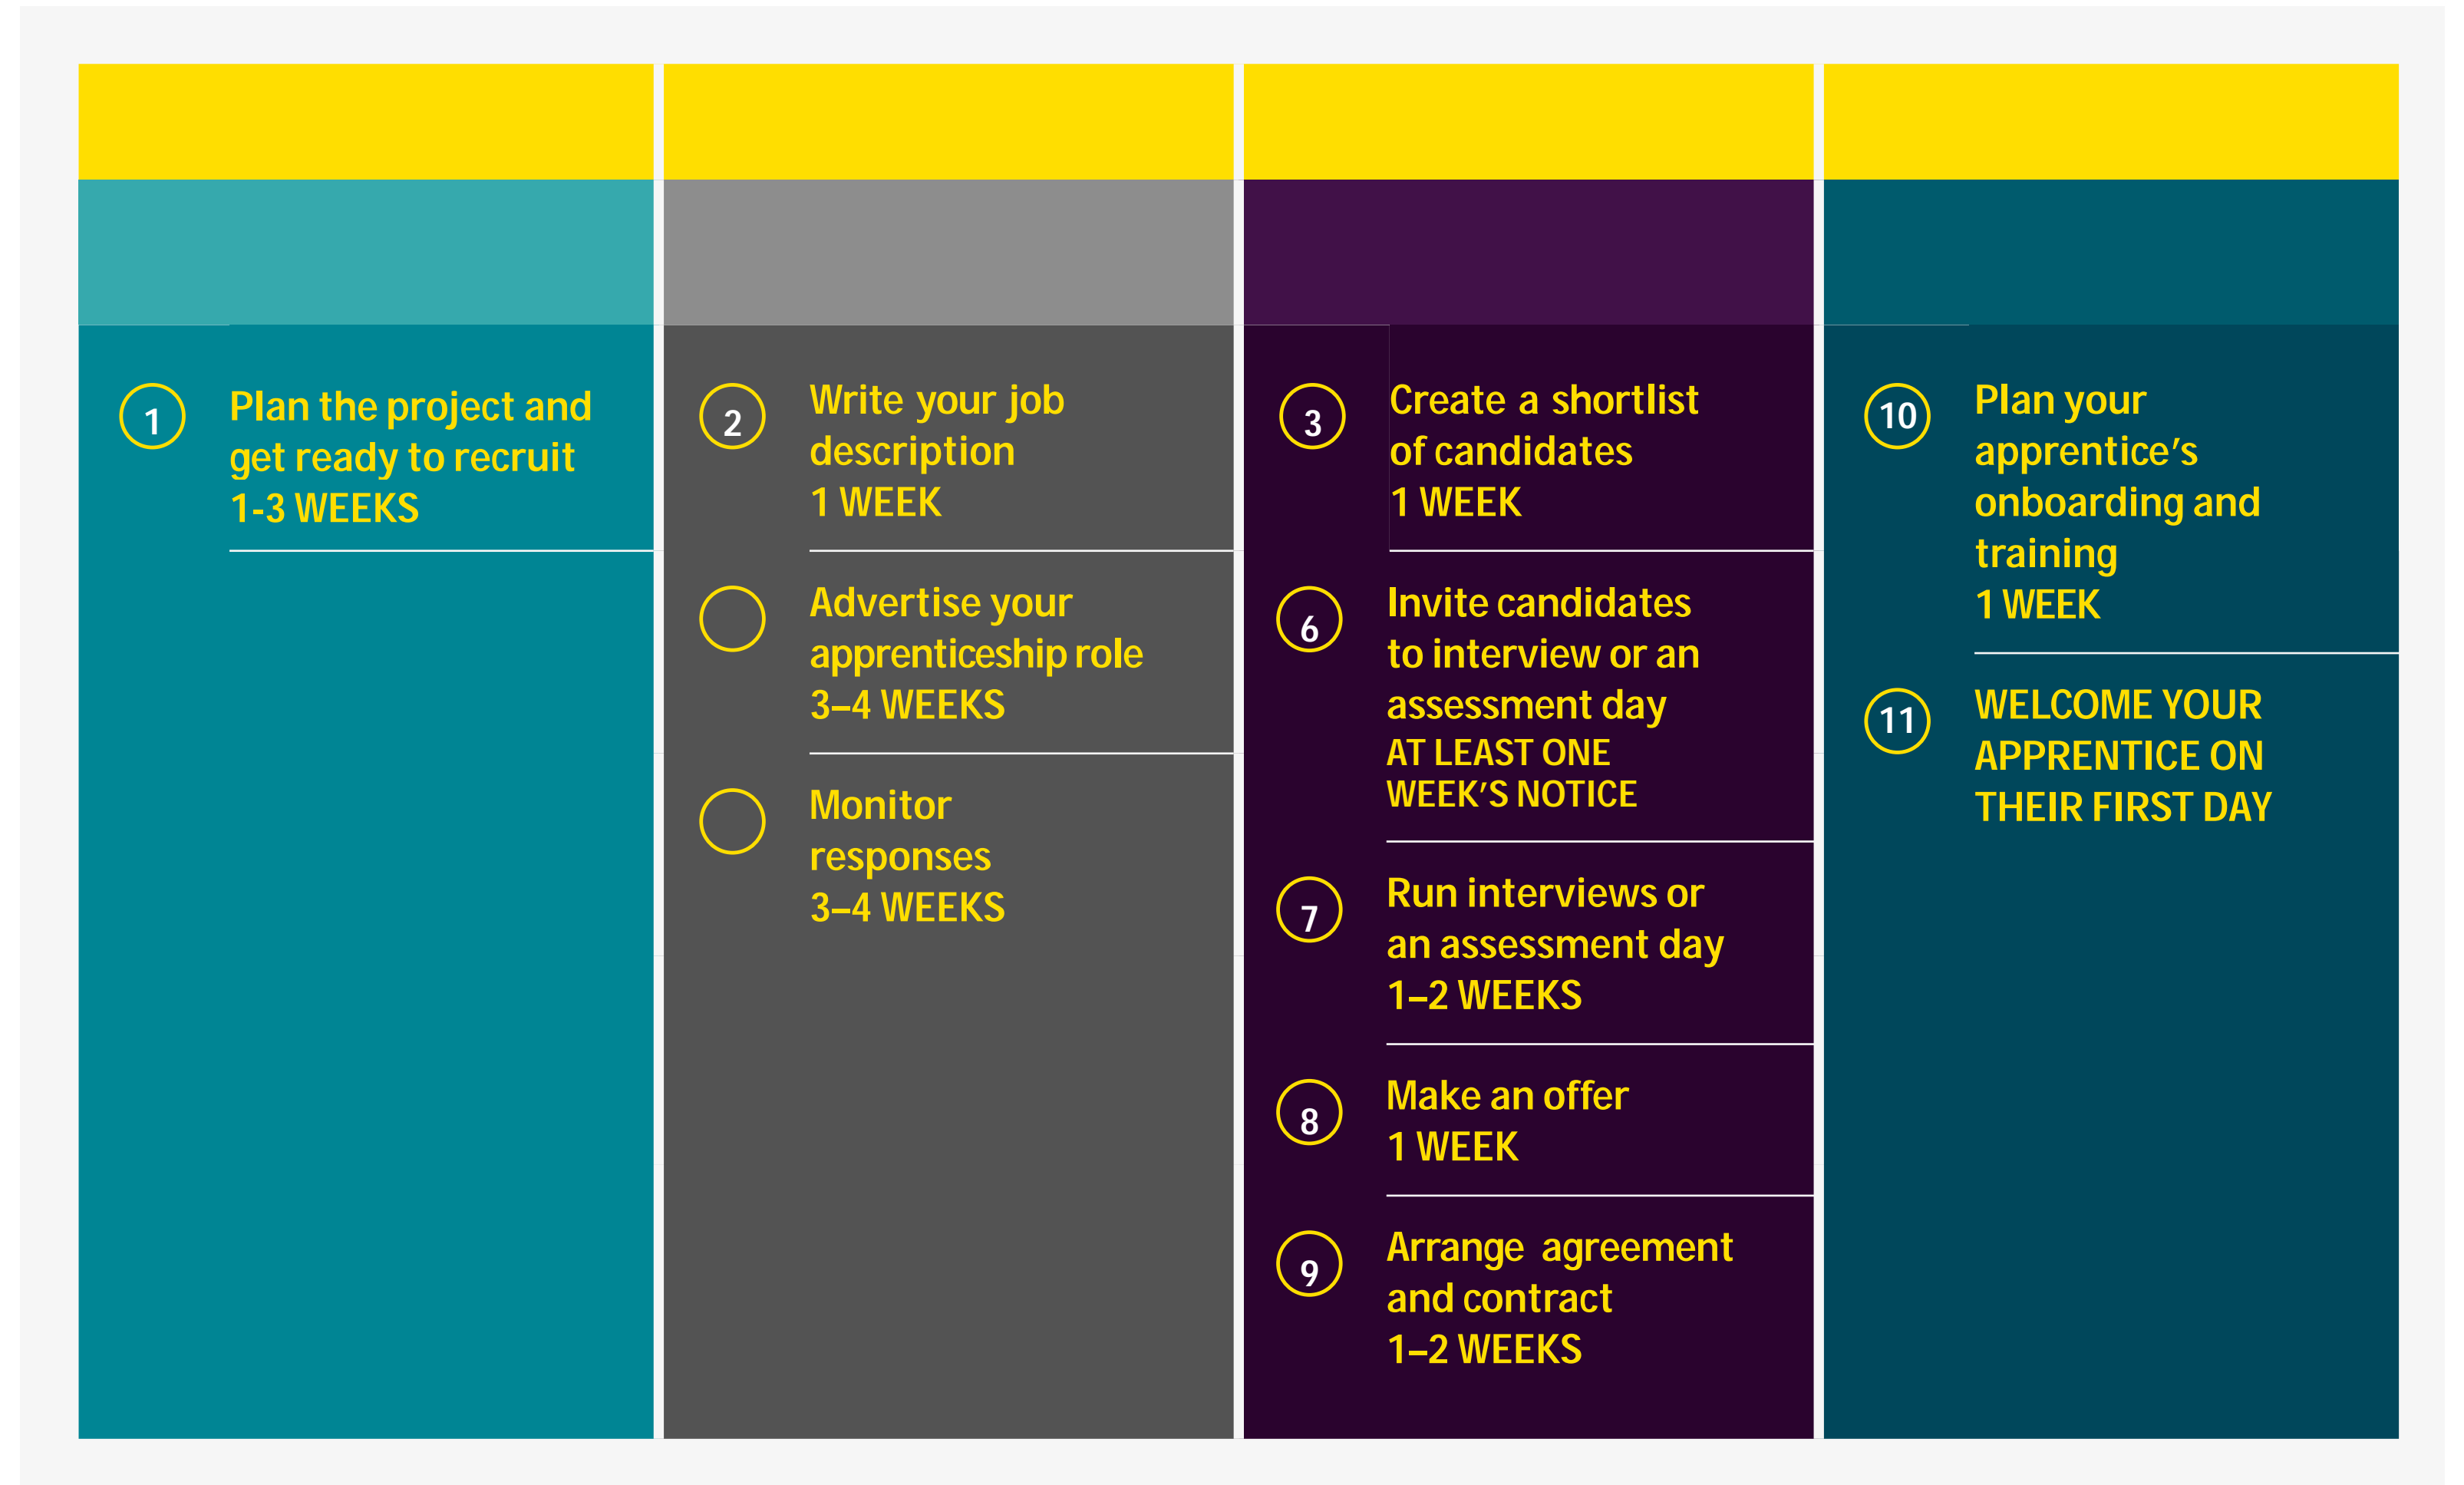 1
Plan the project and
get ready to recruit
1-3 WEEKS
2
Write your job
description
1 WEEK
Advertise your
apprenticeship role
3–4 WEEKS
Monitor
responses
3–4 WEEKS
3
Create a shortlist
of candidates
1 WEEK
6
Invite candidates
to interview or an
assessment day
AT LEAST ONE
WEEK’S NOTICE
7
Run interviews or
an assessment day
1–2 WEEKS
8
Make an offer
1 WEEK
9
Arrange agreement
and contract
1–2 WEEKS
10
Plan your
apprentice’s
onboarding and
training
1 WEEK
11
WELCOME YOUR
APPRENTICE ON
THEIR FIRST DAY